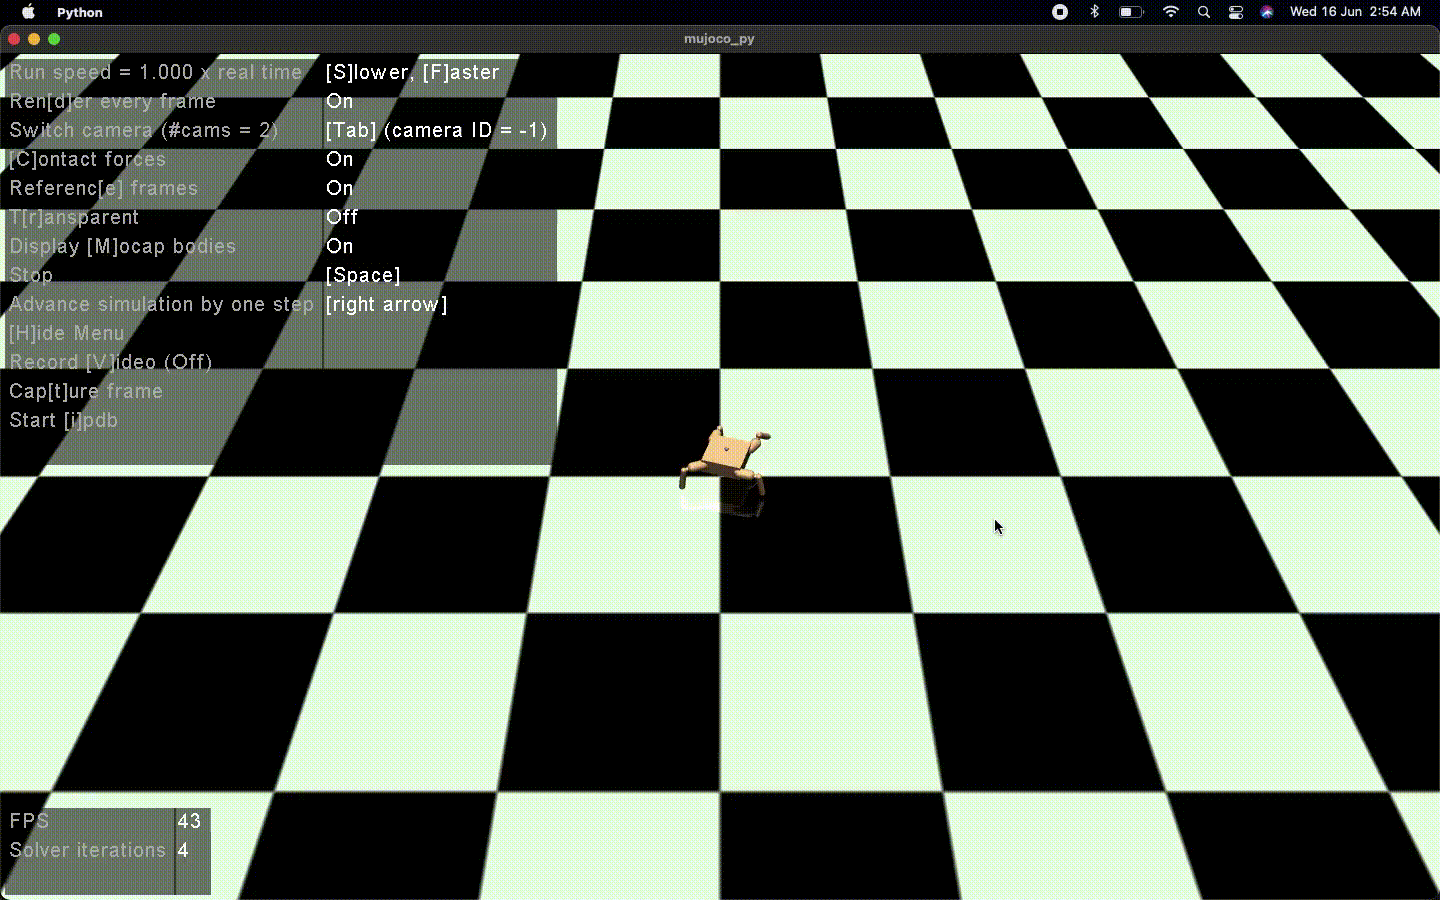 Python
Wed 16 Jun 2:54 AM
mujoco_py
Run speed = 1.000 x real time [S]lower, [F]aster
Ren[d]er every frame On
Switch camera (#cams = 2) [Tab] (camera ID = -1)
[C]ontact forces On
Referenc[e] frames On
T[r]ansparent Off
Display [M]ocap bodies On
Stop [Space]
Advance simulation by one step [right arrow]
[H]ide Menu
Record [V]ideo (Off)
Cap[t]ure frame
Start [i]pdb
FPS 43
Solver iterations 4